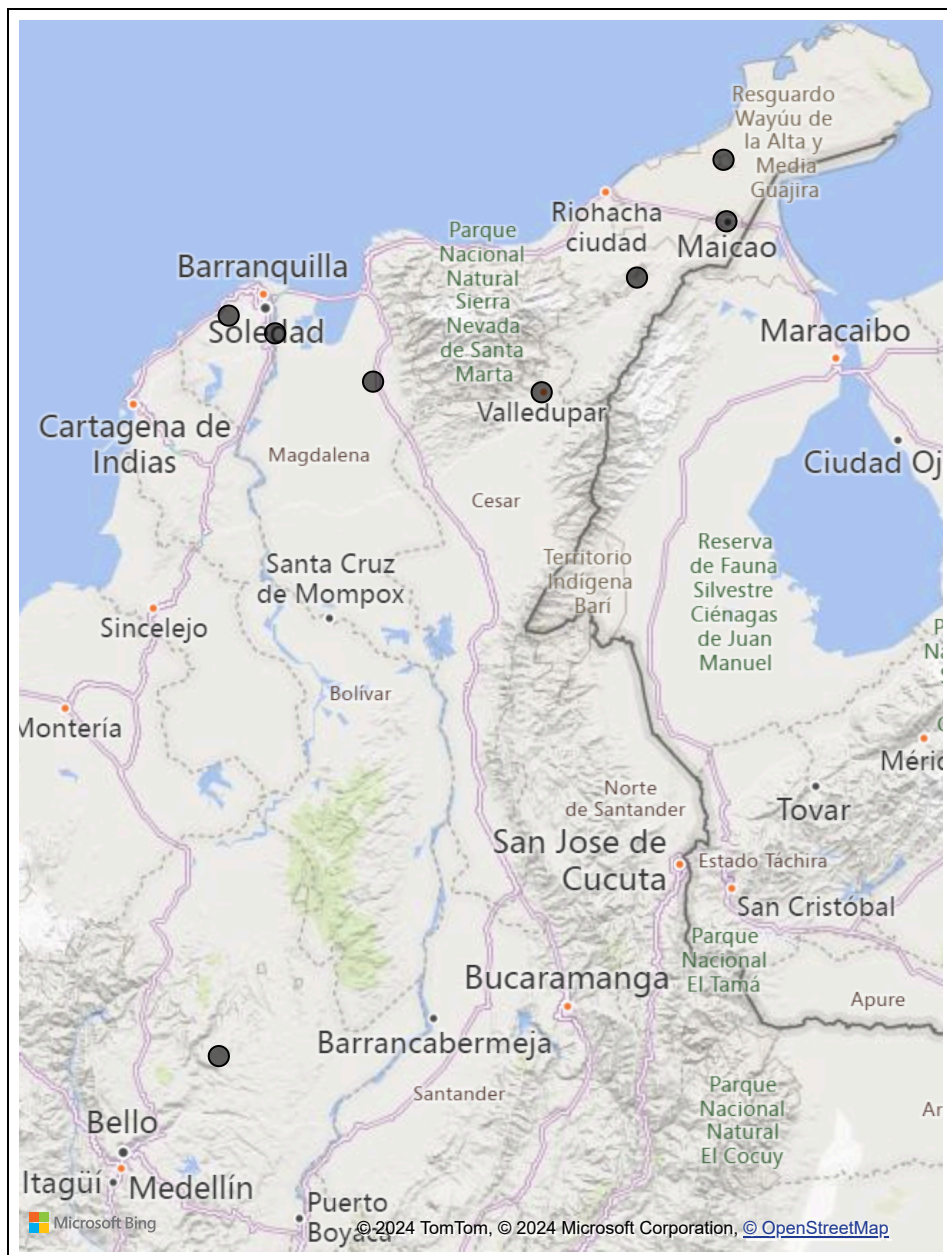 Resguardo
Wayúu de
la Alta y
Media
Guajira
Riohacha
ciudad
Maicao
Parque
Nacional
Natural
Sierra
Nevada
de Santa
Marta
Barranquilla
Soledad
Maracaibo
Valledupar
Cartagena de
Indias
Magdalena
Ciudad Oj
Cesar
Reserva
de Fauna
Silvestre
Ciénagas
de Juan
Manuel
Territorio
Indígena
Barí
Santa Cruz
de Mompox
Sincelejo
Bolívar
Montería
Méric
Norte
de Santander
Tovar
San Jose de
Cucuta
Estado Táchira
San Cristóbal
Parque
Nacional
El Tamá
Bucaramanga
Apure
Barrancabermeja
Santander
Parque
Nacional
Natural
El Cocuy
Ar
Bello
Itagüí
Medellín
Puerto
Boyacá
Microsoft Bing
© 2024 TomTom, © 2024 Microsoft Corporation, © OpenStreetMap